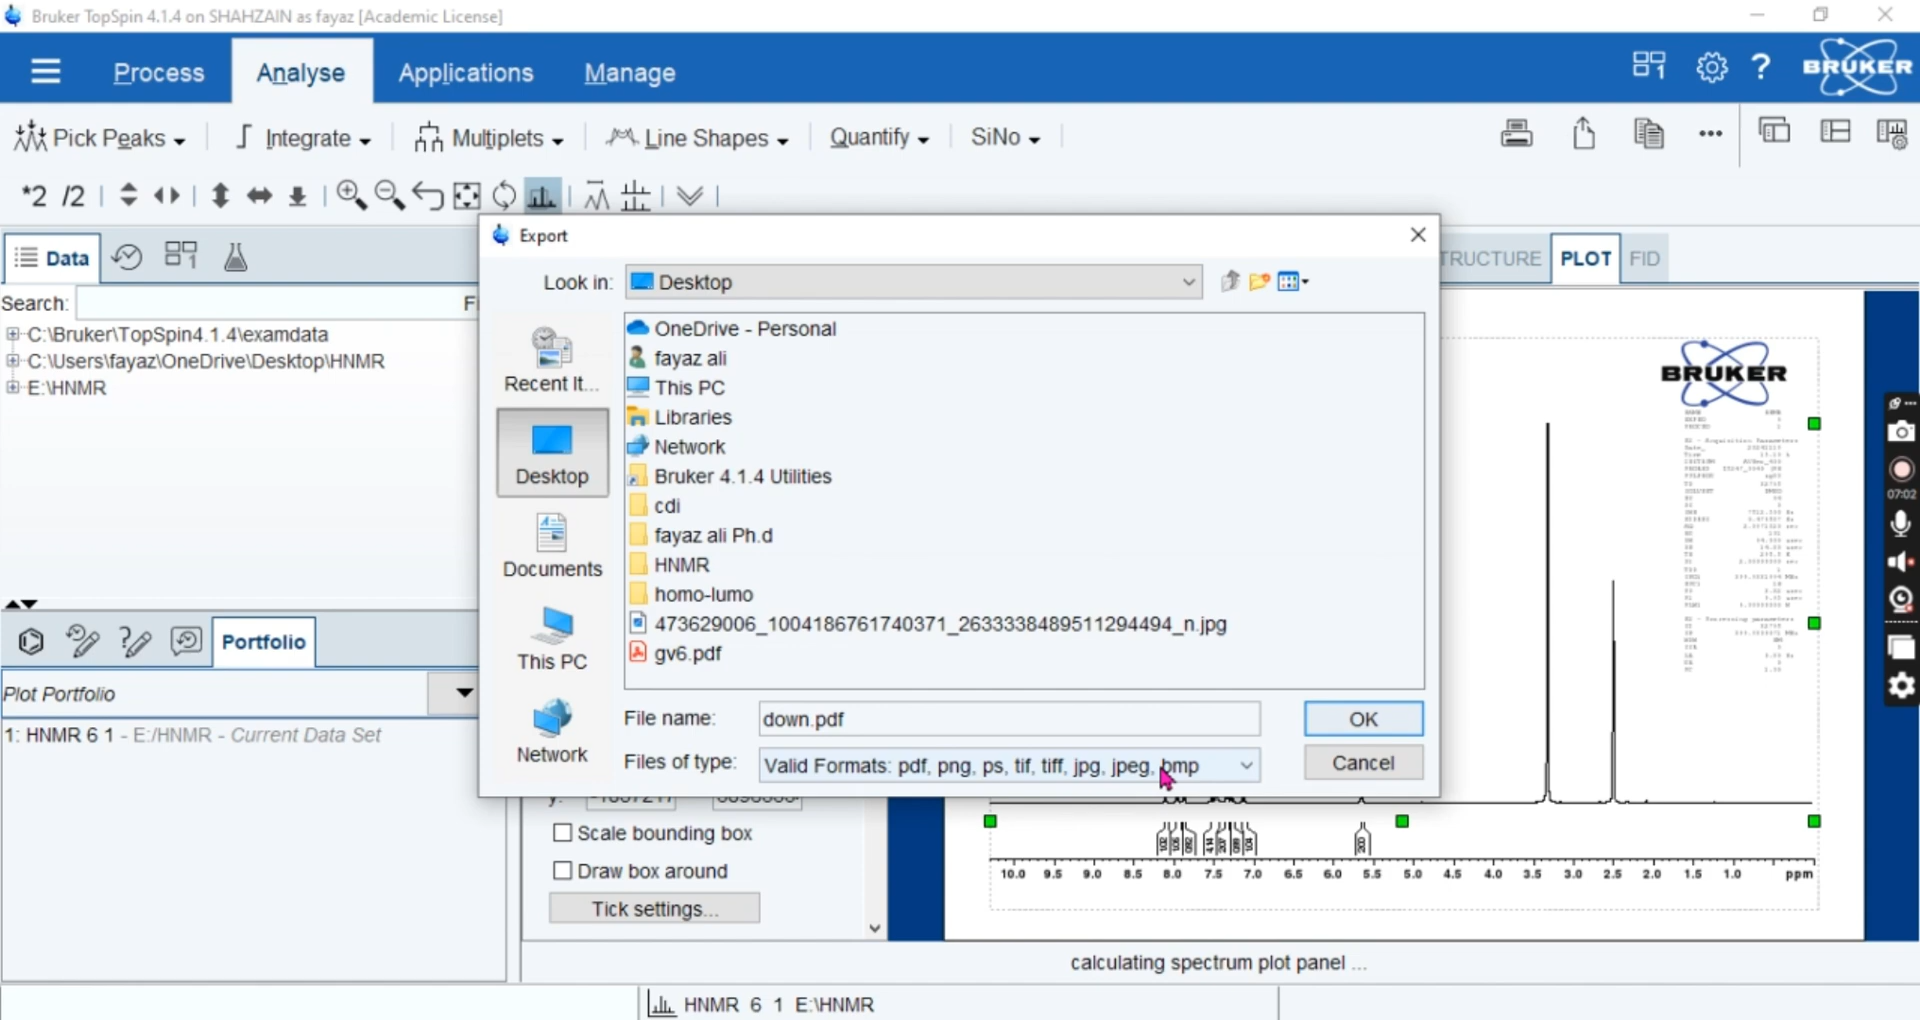 Bruker TopSpin 4.1.4 on SHAHZAIN as fayaz [Academic License]
Process Analyse Applications Manage
BRUKER
Pick Peaks Integrate Multiplets Line Shapes Quantify SiNo
*2 /2
Export
Data
TRUCTURE PLOT FID
Look in: Desktop
Search: Fi
C:\Bruker\TopSpin4.1.4\examdata
C:\Users\fayaz\OneDrive\Desktop\HNMR
E:\HNMR
OneDrive - Personal
fayaz ali
This PC
Libraries
Network
Bruker 4.1.4 Utilities
cdi
fayaz ali Ph.d
HNMR
homo-lumo
473629006_1004186761740371_2633338489511294494_n.jpg
gv6.pdf
Recent It...
Desktop
Documents
This PC
Network
BRUKER
07:02
Portfolio
Plot Portfolio
1: HNMR 6 1 - E:/HNMR - Current Data Set
File name: down.pdf OK
Files of type: Valid Formats: pdf, png, ps, tif, tiff, jpg, jpeg, bmp Cancel
Scale bounding box
Draw box around
Tick settings...
10.0 9.5 9.0 8.5 8.0 7.5 7.0 6.5 6.0 5.5 5.0 4.5 4.0 3.5 3.0 2.5 2.0 1.5 1.0 ppm
calculating spectrum plot panel ...
HNMR 6 1 E:\HNMR